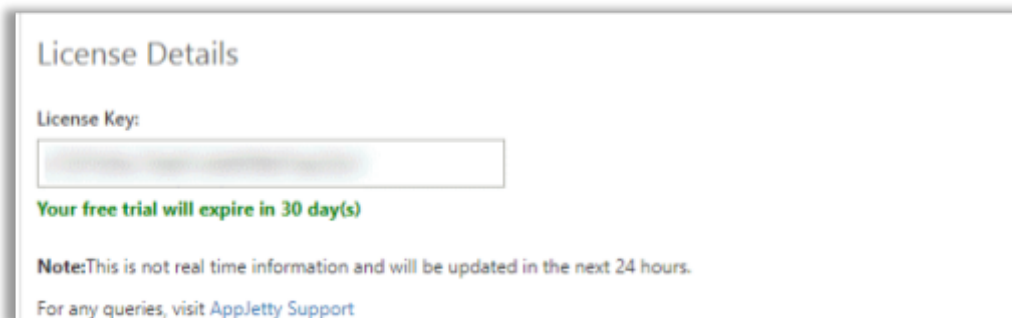 License Details
License Key:
Your free trial will expire in 30 day(s)
Note:This is not real time information and will be updated in the next 24 hours.
For any queries, visit AppJetty Support